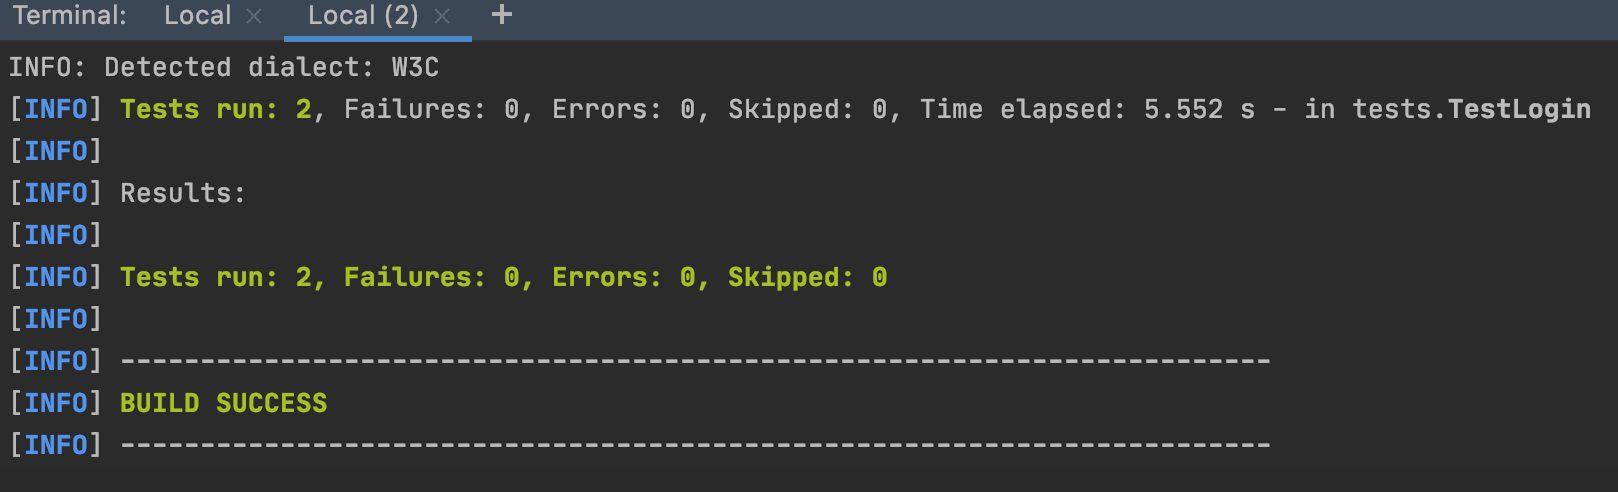 Terminal: Local × Local (2) × +
INFO: Detected dialect: W3C
[INFO] Tests run: 2, Failures: 0, Errors: 0, Skipped: 0, Time elapsed: 5.552 s - in tests.TestLogin
[INFO]
[INFO] Results:
[INFO]
[INFO] Tests run: 2, Failures: 0, Errors: 0, Skipped: 0
[INFO]
[INFO] ------------------------------------------------------------------------
[INFO] BUILD SUCCESS
[INFO] ------------------------------------------------------------------------